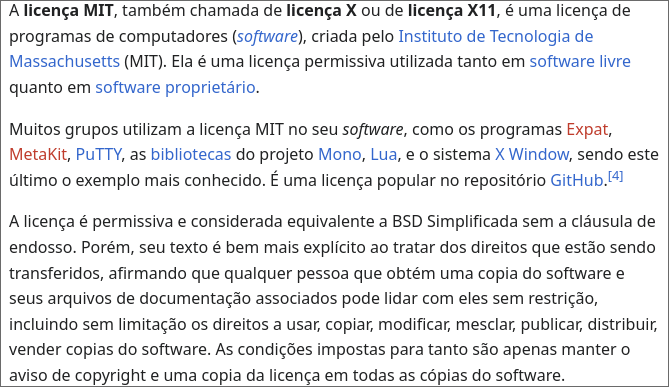 A licença MIT, também chamada de licença X ou de licença X11, é uma licença de
programas de computadores (software), criada pelo Instituto de Tecnologia de
Massachusetts (MIT). Ela é uma licença permissiva utilizada tanto em software livre
quanto em software proprietário.
Muitos grupos utilizam a licença MIT no seu software, como os programas Expat,
MetaKit, PuTTY, as bibliotecas do projeto Mono, Lua, e o sistema X Window, sendo este
último o exemplo mais conhecido. É uma licença popular no repositório GitHub.[4]
A licença é permissiva e considerada equivalente a BSD Simplificada sem a cláusula de
endosso. Porém, seu texto é bem mais explícito ao tratar dos direitos que estão sendo
transferidos, afirmando que qualquer pessoa que obtém uma copia do software e
seus arquivos de documentação associados pode lidar com eles sem restrição,
incluindo sem limitação os direitos a usar, copiar, modificar, mesclar, publicar, distribuir,
vender copias do software. As condições impostas para tanto são apenas manter o
aviso de copyright e uma copia da licença em todas as cópias do software.